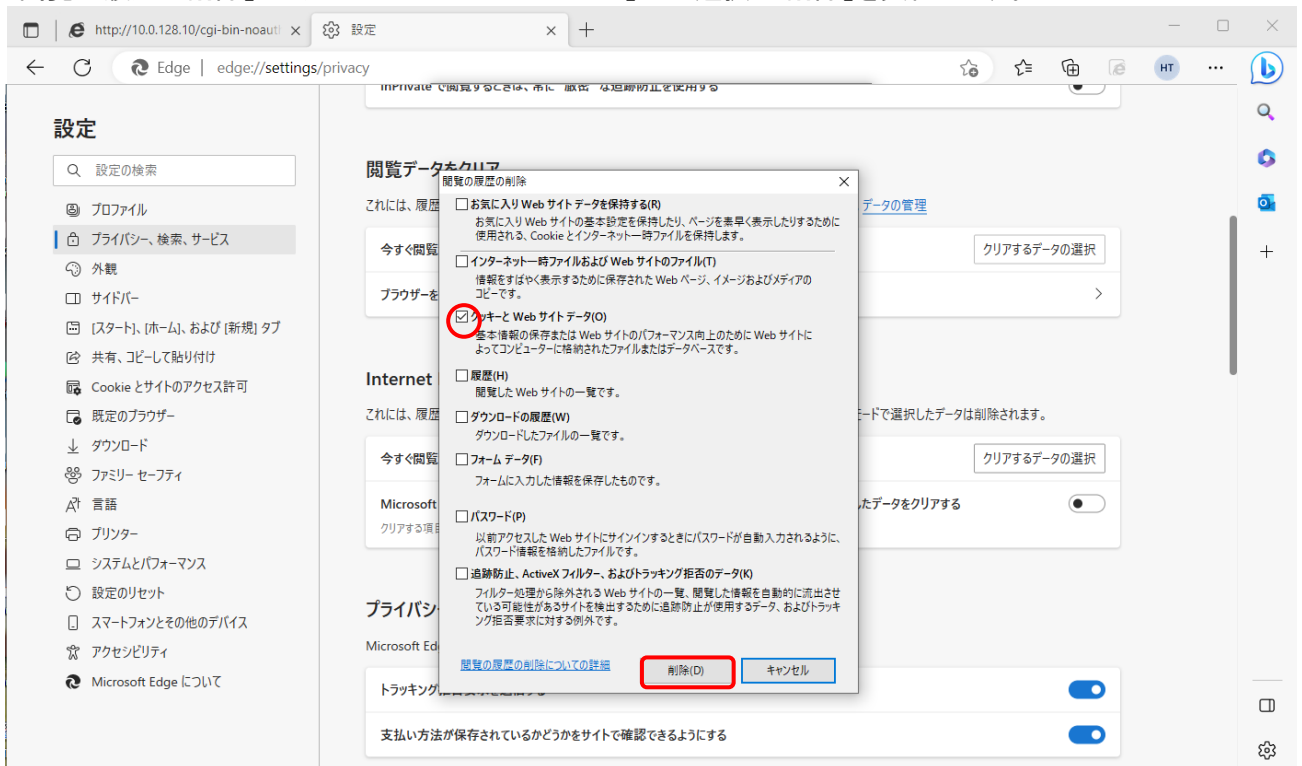 http://10.0.128.10/cgi-bin-noaut
設定
Edge | edge://settings/privacy
HT
InPrivate で閲覧するときは、常に "厳密" な追跡防止を使用する
設定
設定の検索
プロファイル
プライバシー、検索、サービス
外観
サイドバー
[スタート]、[ホーム]、および [新規] タブ
共有、コピーして貼り付け
Cookie とサイトのアクセス許可
既定のブラウザー
ダウンロード
ファミリー セーフティ
言語
プリンター
システムとパフォーマンス
設定のリセット
スマートフォンとその他のデバイス
アクセシビリティ
Microsoft Edge について
閲覧データをクリア
これには、履歴
データの管理
今すぐ閲覧
クリアするデータの選択
ブラウザーを
Internet
これには、履歴
モードで選択したデータは削除されます。
今すぐ閲覧
クリアするデータの選択
Microsoft
したデータをクリアする
クリアする項目
プライバシー
Microsoft Ed
トラッキング拒否要求を送信する
支払い方法が保存されているかどうかをサイトで確認できるようにする
閲覧の履歴の削除
お気に入り Web サイト データを保持する(R)
お気に入り Web サイトの基本設定を保持したり、ページを素早く表示したりするために
使用される、Cookie とインターネット一時ファイルを保持します。
インターネット一時ファイルおよび Web サイトのファイル(T)
情報をすばやく表示するために保存された Web ページ、イメージおよびメディアの
コピーです。
クッキーと Web サイト データ(O)
基本情報の保存または Web サイトのパフォーマンス向上のために Web サイトに
よってコンピューターに格納されたファイルまたはデータベースです。
履歴(H)
閲覧した Web サイトの一覧です。
ダウンロードの履歴(W)
ダウンロードしたファイルの一覧です。
フォーム データ(F)
フォームに入力した情報を保存したものです。
パスワード(P)
以前アクセスした Web サイトにサインインするときにパスワードが自動入力されるように、
パスワード情報を格納したファイルです。
追跡防止、ActiveX フィルター、およびトラッキング拒否のデータ(K)
フィルター処理から除外される Web サイトの一覧、閲覧した情報を自動的に流出させ
ている可能性があるサイトを検出するために追跡防止が使用するデータ、およびトラッキ
ング拒否要求に対する例外です。
閲覧の履歴の削除についての詳細
削除(D)
キャンセル